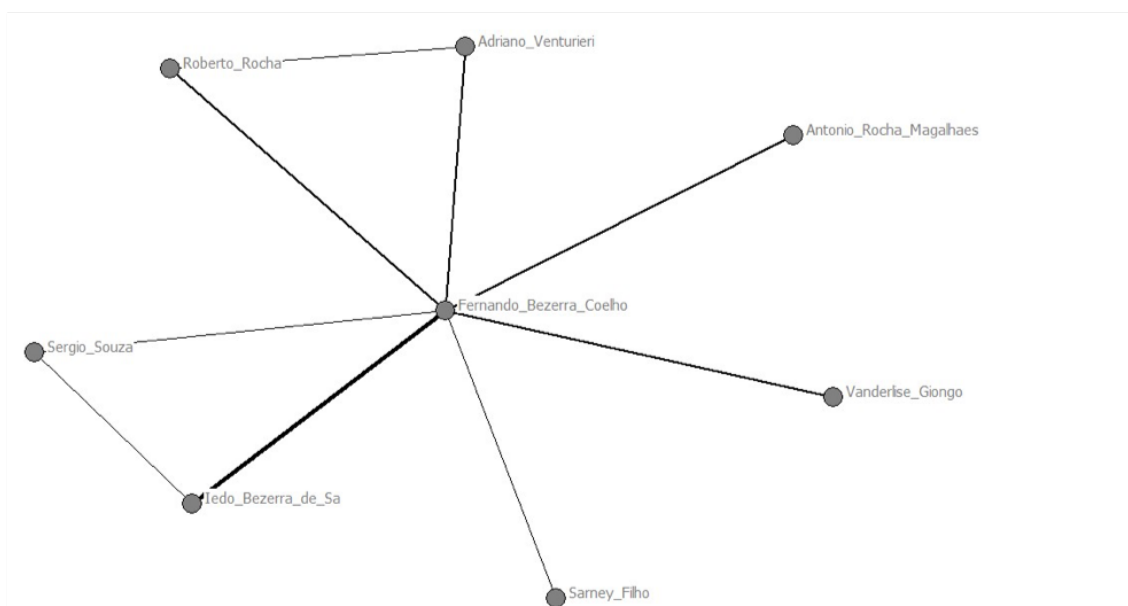 Adriano_Venturieri
Roberto_Rocha
Antonio_Rocha_Magalhaes
Fernando_Bezerra_Coelho
Sergio_Souza
Vanderlise_Giongo
Iedo_Bezerra_de_Sa
Sarney_Filho